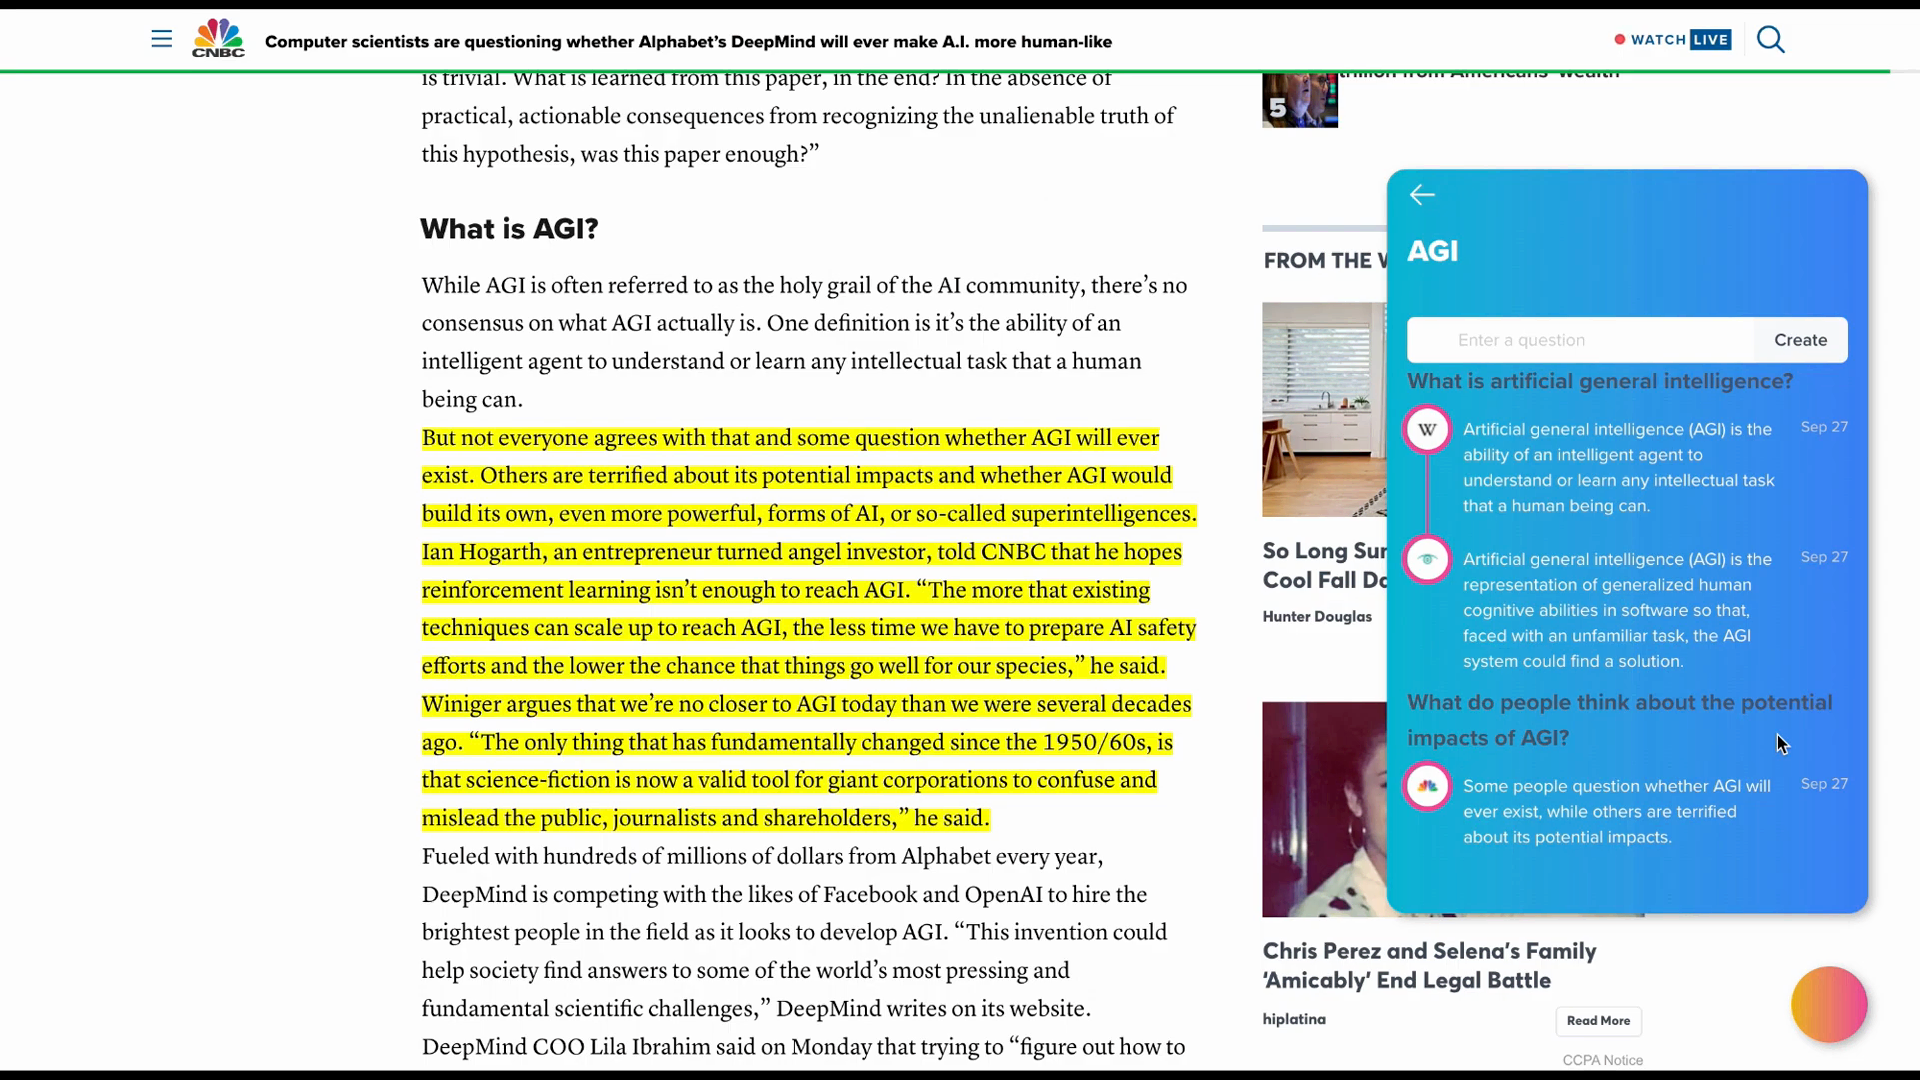 CNBC
Computer scientists are questioning whether Alphabet’s DeepMind will ever make A.I. more human-like
WATCH LIVE
is trivial. What is learned from this paper, in the end? In the absence of
practical, actionable consequences from recognizing the unalienable truth of
this hypothesis, was this paper enough?”
What is AGI?
While AGI is often referred to as the holy grail of the AI community, there’s no
consensus on what AGI actually is. One definition is it’s the ability of an
intelligent agent to understand or learn any intellectual task that a human
being can.
But not everyone agrees with that and some question whether AGI will ever
exist. Others are terrified about its potential impacts and whether AGI would
build its own, even more powerful, forms of AI, or so-called superintelligences.
Ian Hogarth, an entrepreneur turned angel investor, told CNBC that he hopes
reinforcement learning isn’t enough to reach AGI. “The more that existing
techniques can scale up to reach AGI, the less time we have to prepare AI safety
efforts and the lower the chance that things go well for our species,” he said.
Winiger argues that we’re no closer to AGI today than we were several decades
ago. “The only thing that has fundamentally changed since the 1950/60s, is
that science-fiction is now a valid tool for giant corporations to confuse and
mislead the public, journalists and shareholders,” he said.
Fueled with hundreds of millions of dollars from Alphabet every year,
DeepMind is competing with the likes of Facebook and OpenAI to hire the
brightest people in the field as it looks to develop AGI. “This invention could
help society find answers to some of the world’s most pressing and
fundamental scientific challenges,” DeepMind writes on its website.
DeepMind COO Lila Ibrahim said on Monday that trying to “figure out how to
5
trillion from Americans’ wealth
FROM THE W
So Long Sur
Cool Fall Da
Hunter Douglas
Chris Perez and Selena’s Family
‘Amicably’ End Legal Battle
hiplatina
Read More
CCPA Notice
AGI
Enter a question
Create
What is artificial general intelligence?
W
Artificial general intelligence (AGI) is the
ability of an intelligent agent to
understand or learn any intellectual task
that a human being can.
Sep 27
Artificial general intelligence (AGI) is the
representation of generalized human
cognitive abilities in software so that,
faced with an unfamiliar task, the AGI
system could find a solution.
Sep 27
What do people think about the potential
impacts of AGI?
Some people question whether AGI will
ever exist, while others are terrified
about its potential impacts.
Sep 27